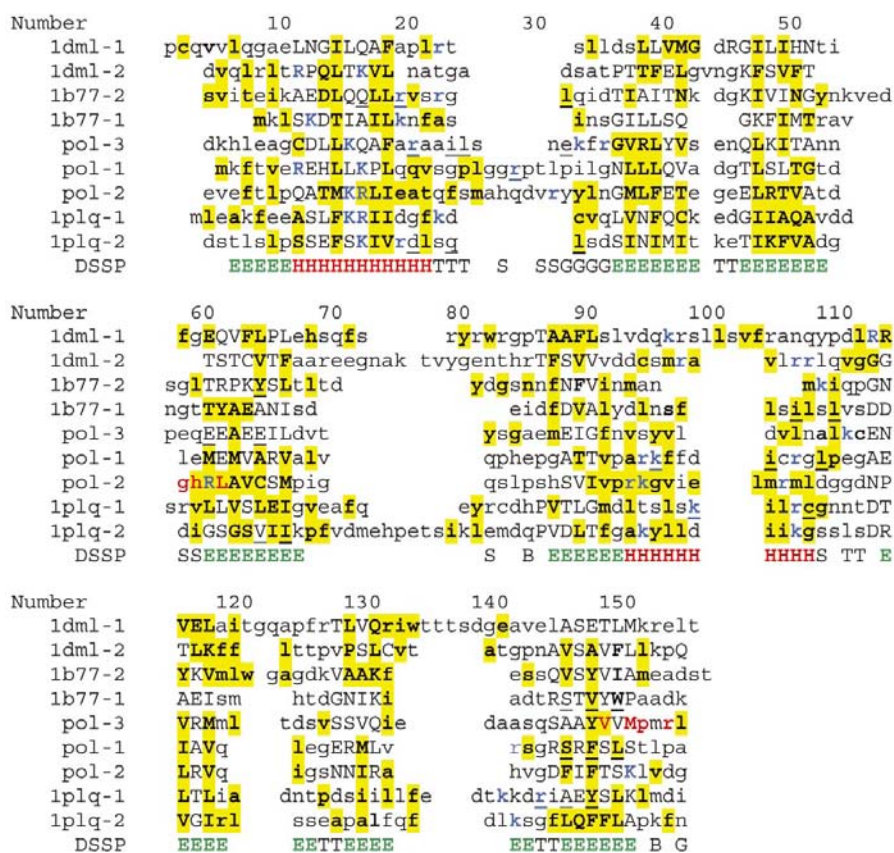 Number 10 20 30 40 50
1dml-1 pcqvvlqgaeLNGILQAFaplrt slldsLLVMG dRGILIHNti
1dml-2 dvqlrltRPQLTKVL natga dsatPTTFELgvngKFSVFT
1b77-2 sviteikAEDLQQLLrvsrg lqidTIAITNk dgKIVINGynkved
1b77-1 mklSKDTIAILknfas insGILLSQ GKFIMTrav
pol-3 dkhleagCDLLKQAFaraails nekfrGVRLYVs enQLKITAnn
pol-1 mkftveREHLLKPLqqvsgplggrptlpilgnLLLQVa dgTLSLTGtd
pol-2 eveftlpQATMKRLIEatqfsmahqdvryylnGMLFETe geELRTVAtd
1plq-1 mleakfeeASLFKRIIdgfkd cvqLVNFQCk edGIIAQAvdd
1plq-2 dstlslpSSEFSKIVrdlsq lsdSINIMIt keTIKFVAdg
DSSP EEEEEHHHHHHHHHHHTTT S SSGGGGEEEEEEE TTEEEEEEE
Number 60 70 80 90 100 110
1dml-1 fgEQVFLPLehsqfs ryrwrgpTAAFLslvdqkrsllsvfranqypdlRR
1dml-2 TSTCVTFaareegnak tvygenthrTFSVVvddcsmra vlrrlqvgGG
1b77-2 sglTRPKYSLtltd ydgsnnfNFVinman mkiqpGN
1b77-1 ngtTYAEANIsd eidfDVALydlnsf lsilslvsDD
pol-3 peqEEAEEILdvt ysgaemEIGfnvsyvl dvlnalkcEN
pol-1 leMEMVARValv qphepgATTvparkffd icrglpegAE
pol-2 ghRLAVCSMpig qslpshSVIvprkgvie lmrmldggdNP
1plq-1 srvLLVSLEIgveafq eyrcdhPVTLGmdltslsk ilrcgnntDT
1plq-2 diGSGSVIIkpfvdmehpetsiklemdqPVDLTfgakylld iikgsslsDR
DSSP SSEEEEEEEE S B EEEEEEHHHHHH HHHHS TT E
Number 120 130 140 150
1dml-1 VELaitgqapfrTLVQriwtttsdgeavelASETLMkrelt
1dml-2 TLKff lttpvPSLCvt atgpnAVSAVFLlkpQ
1b77-2 YKVmlw gagdkVAAKf essQVSYVIAmeadst
1b77-1 AEIsm htdGNIKi adtRSTVYWPaadk
pol-3 VRMml tdsvSSVQie daasqSAAYVVMpmrl
pol-1 IAVq legERMLv rsgRSRFSLStlpa
pol-2 LRVq igsNNIRa hvgDFIFTSKlvdg
1plq-1 LTLia dntpdsiillfe dtkkdriAEYSLKlmdi
1plq-2 VGIrl sseapalfqf dlksgfLQFFLApkfn
DSSP EEEE EETTEEEE EETTEEEEEE B G